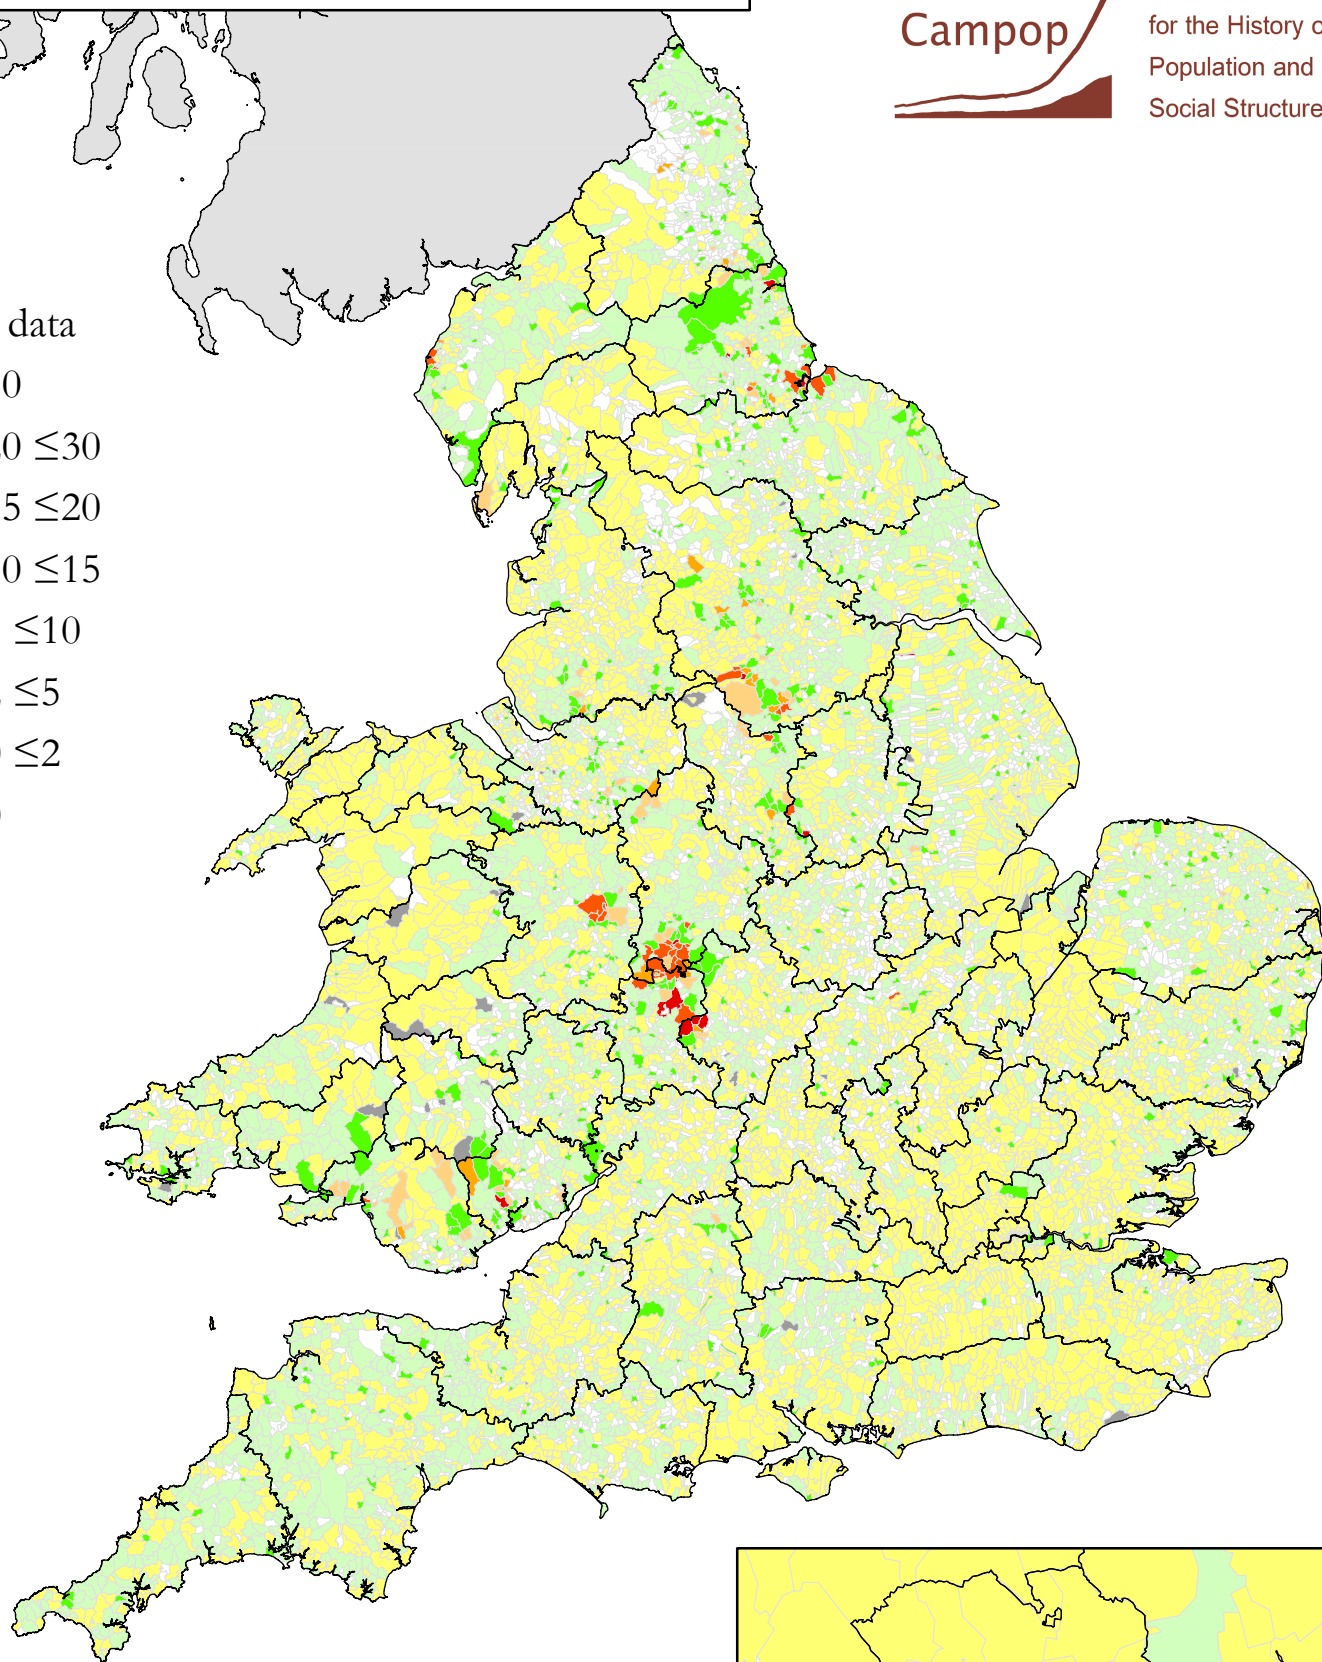 Campop
for the History o
Population and
Social Structure
data
0
0 ≤30
5 ≤20
0 ≤15
≤10
≤5
≤2